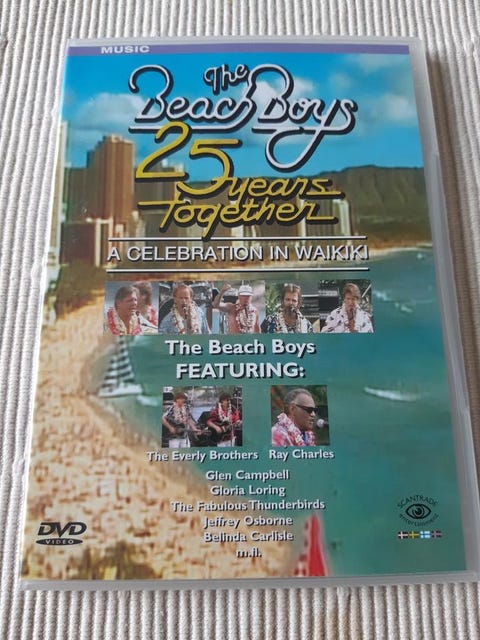 MUSIC
The
Beach Boys
25 years
Together
A CELEBRATION IN WAIKIKI
The Beach Boys
FEATURING:
The Everly Brothers Ray Charles
Glen Campbell
Gloria Loring
The Fabulous Thunderbirds
Jeffrey Osborne
Belinda Carlisle
m.fl.
SCANTRADE
entertainment
DVD
VIDEO